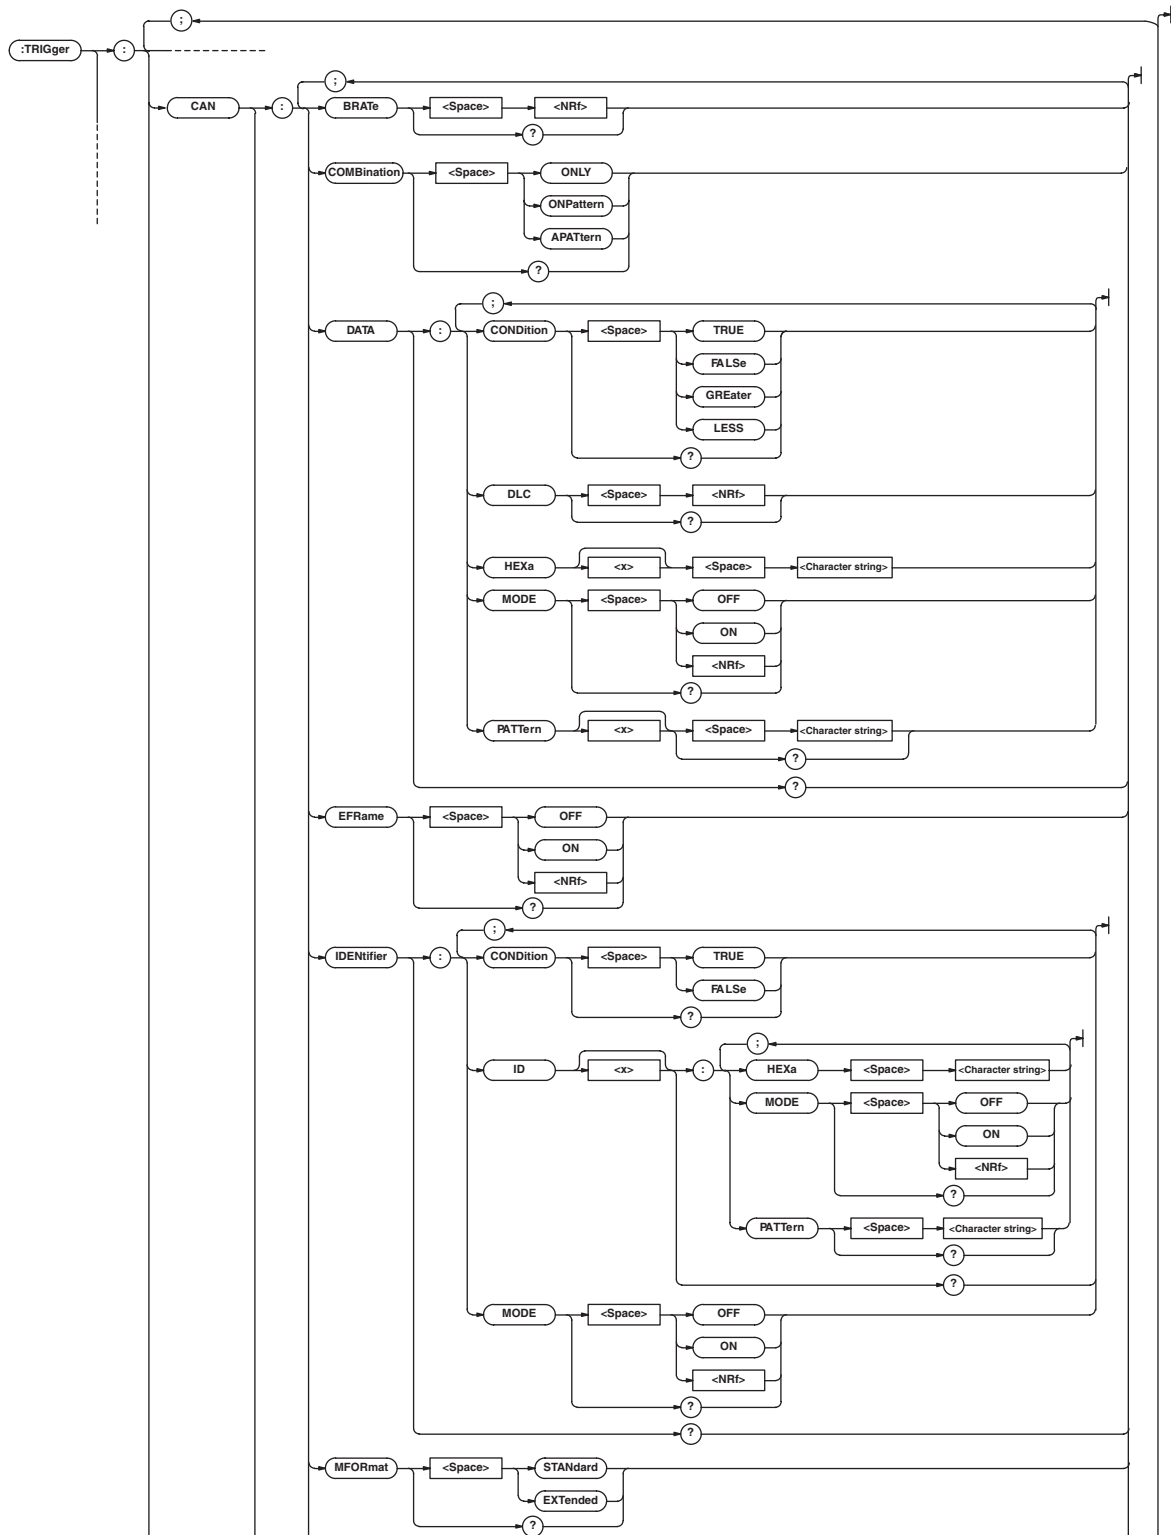 ;
:TRIGger :
;
CAN : BRATe <Space> <NRf>
?
COMBination <Space> ONLY
ONPattern
APATtern
?
;
DATA : CONDition <Space> TRUE
FALSe
GREater
LESS
?
DLC <Space> <NRf>
?
HEXa <x> <Space> <Character string>
MODE <Space> OFF
ON
<NRf>
?
PATTern <x> <Space> <Character string>
?
?
EFRame <Space> OFF
ON
<NRf>
?
;
IDENtifier : CONDition <Space> TRUE
FALSe
?
;
ID <x> : HEXa <Space> <Character string>
MODE <Space> OFF
ON
<NRf>
?
PATTern <Space> <Character string>
?
?
MODE <Space> OFF
ON
<NRf>
?
?
MFORmat <Space> STANdard
EXTended
?